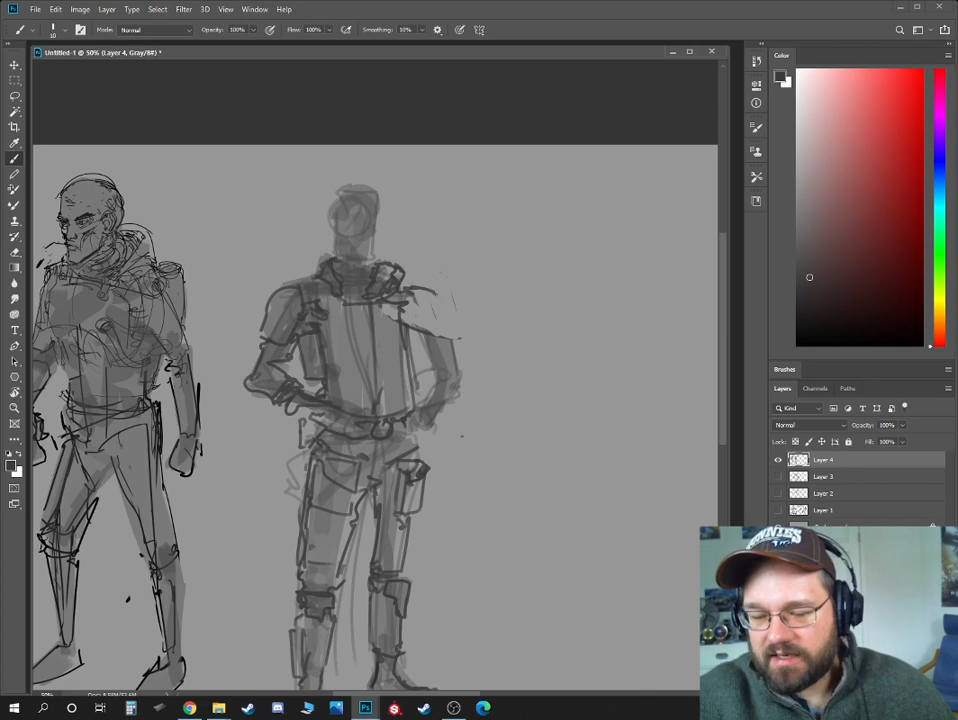 File Edit Image Layer Type Select Filter 3D View Window Help
10 Mode: Normal Opacity: 100% Flow: 100% Smoothing: 10%
Untitled-1 @ 50% (Layer 4, Gray/8#) *
Color
Brushes
Layers Channels Paths
Kind
Normal Opacity: 100%
Lock: Fill: 100%
Layer 4
Layer 3
Layer 2
Layer 1